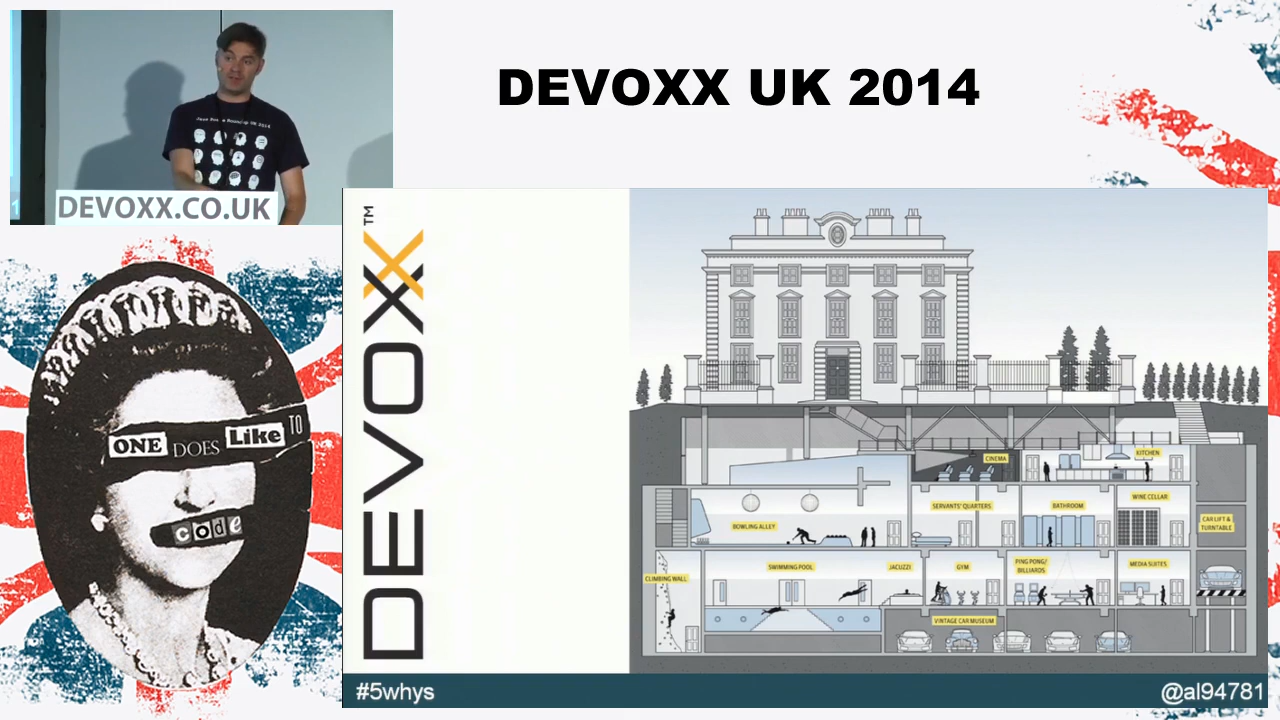 DEVOXX UK 2014
DEVOXX.CO.UK
ONE DOES Like TO
code
DEVOXX™
CINEMA
KITCHEN
BOWLING ALLEY
SERVANTS' QUARTERS
BATHROOM
WINE CELLAR
CAR LIFT &
TURNTABLE
CLIMBING WALL
SWIMMING POOL
JACUZZI
GYM
PING PONG/
BILLIARDS
MEDIA SUITES
VINTAGE CAR MUSEUM
#5whys
@al94781